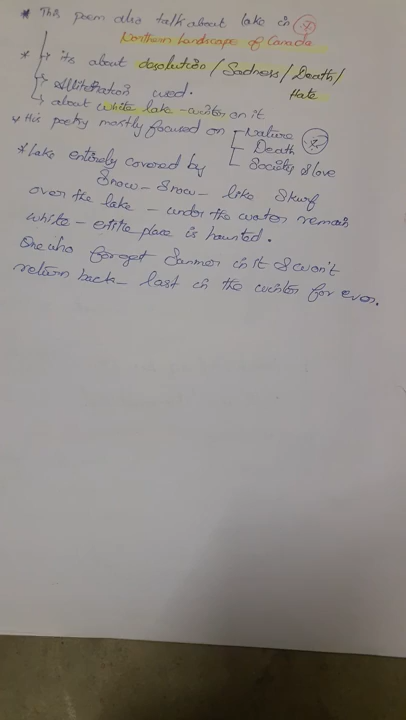 * This poem also talk about lake in
Northern Landscape of Canada
* its about desolution / Sadness / Death /
Hate
Alliteration used.
about white lake - winter on it
* His poetry mostly focused on Nature
Death
Society & love
* Lake entirely covered by
Snow - Snow - like Skurf
over the lake - under the water remain
white - entire place is haunted.
One who forget Summer in it & won't
return back - last in the winter for ever.